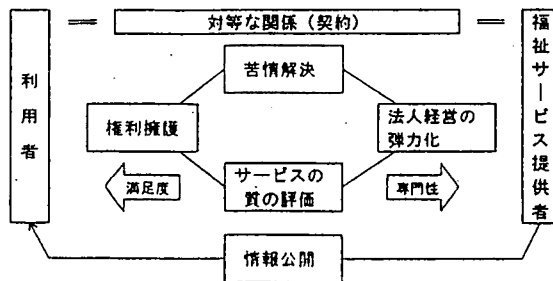 対等な関係（契約）
利用者
福祉サービス提供者
苦情解決
権利擁護
法人経営の
弾力化
サービスの
質の評価
満足度
専門性
情報公開